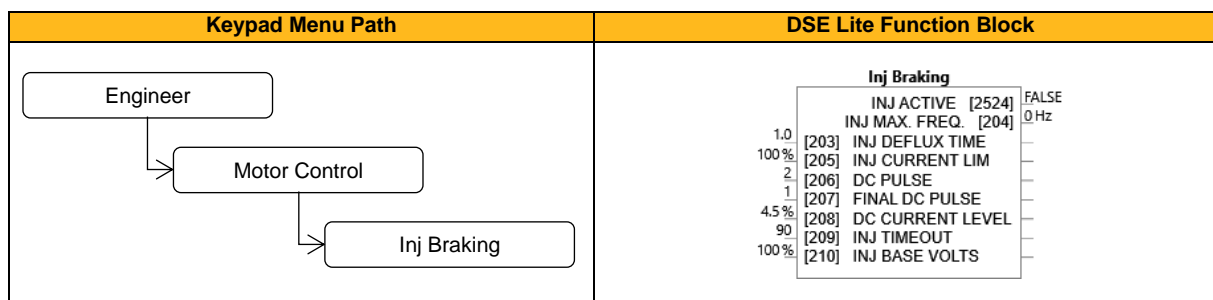 Keypad Menu Path
DSE Lite Function Block
Engineer
Motor Control
Inj Braking
Inj Braking
INJ ACTIVE [2524] FALSE
INJ MAX. FREQ. [204] 0 Hz
1.0 [203] INJ DEFLUX TIME
100 % [205] INJ CURRENT LIM
2 [206] DC PULSE
1 [207] FINAL DC PULSE
4.5 % [208] DC CURRENT LEVEL
90 [209] INJ TIMEOUT
100 % [210] INJ BASE VOLTS